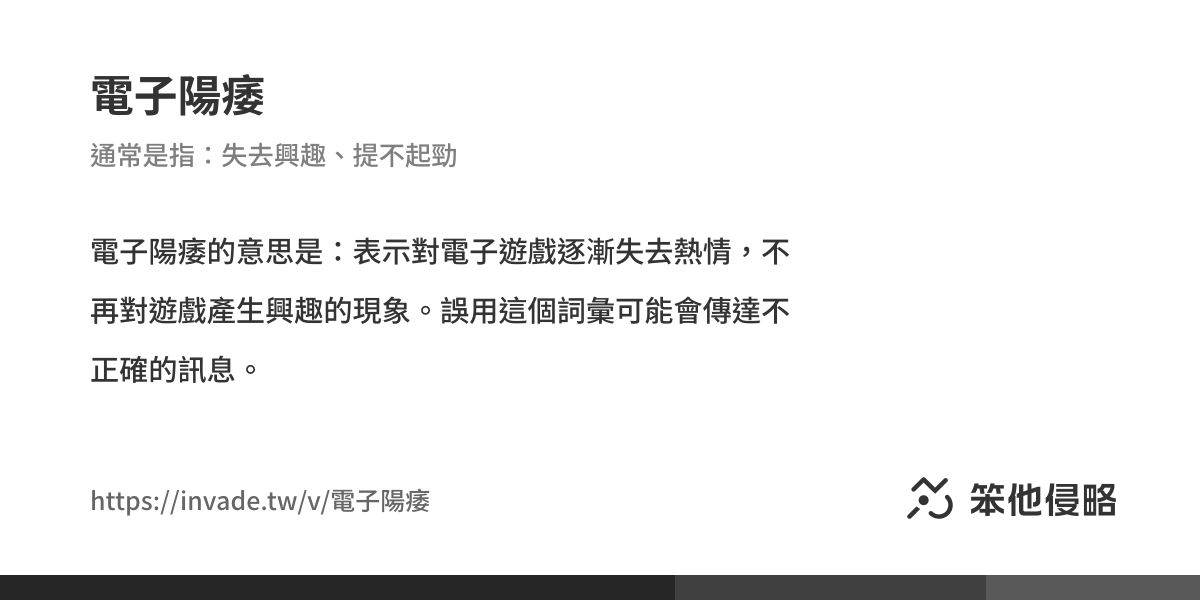 電子陽痿
通常是指：失去興趣、提不起勁
電子陽痿的意思是：表示對電子遊戲逐漸失去熱情，不
再對遊戲產生興趣的現象。誤用這個詞彙可能會傳達不
正確的訊息。
https://invade.tw/v/電子陽痿
笨他侵略